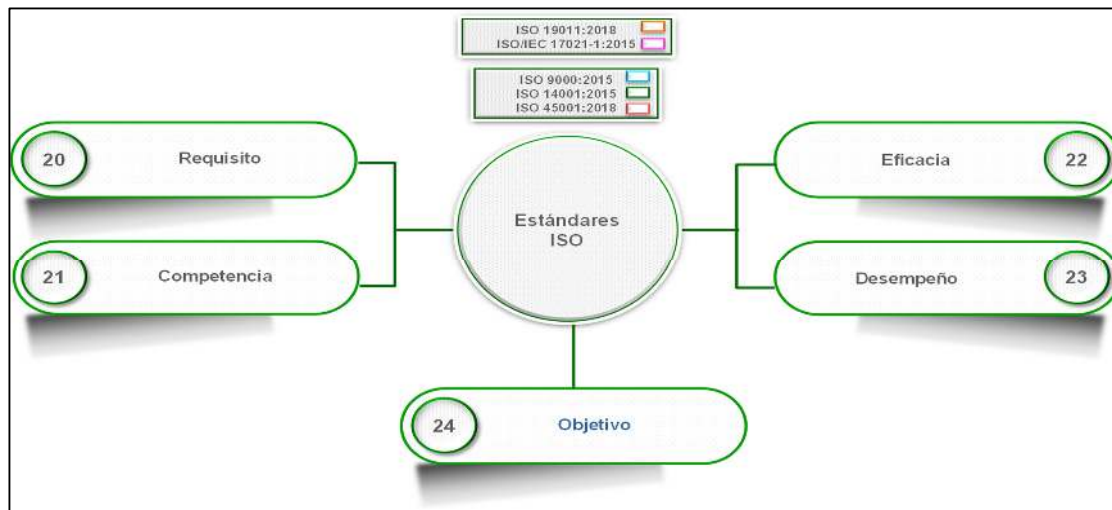 ISO 19011:2018
ISO/IEC 17021-1:2015
ISO 9000:2015
ISO 14001:2015
ISO 45001:2018
20 Requisito
Eficacia 22
Estándares
ISO
21 Competencia
Desempeño 23
24 Objetivo